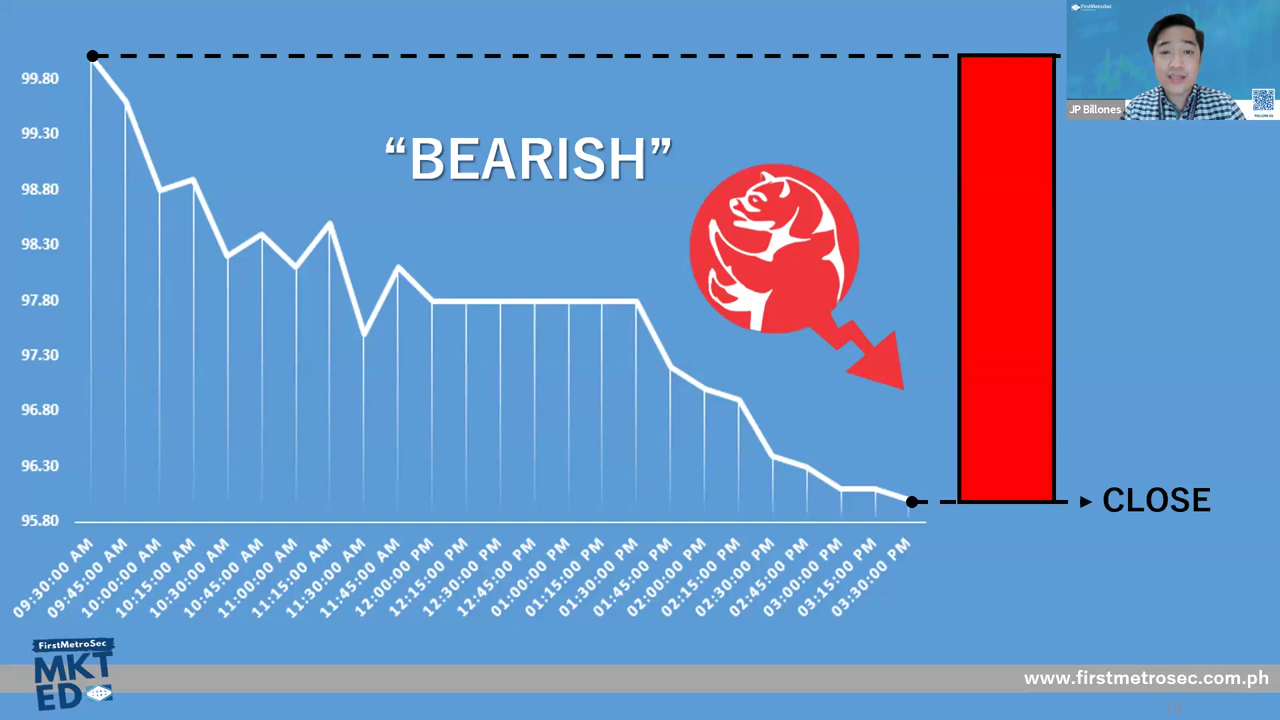 FirstMetroSec
JP Billones
FOLLOW US
“BEARISH”
99.80
99.30
98.80
98.30
97.80
97.30
96.80
96.30
95.80
CLOSE
09:30:00 AM
09:45:00 AM
10:00:00 AM
10:15:00 AM
10:30:00 AM
10:45:00 AM
11:00:00 AM
11:15:00 AM
11:30:00 AM
11:45:00 AM
12:00:00 PM
12:15:00 PM
12:30:00 PM
12:45:00 PM
01:00:00 PM
01:15:00 PM
01:30:00 PM
01:45:00 PM
02:00:00 PM
02:15:00 PM
02:30:00 PM
02:45:00 PM
03:00:00 PM
03:15:00 PM
03:30:00 PM
FirstMetroSec
MKT
ED
www.firstmetrosec.com.ph